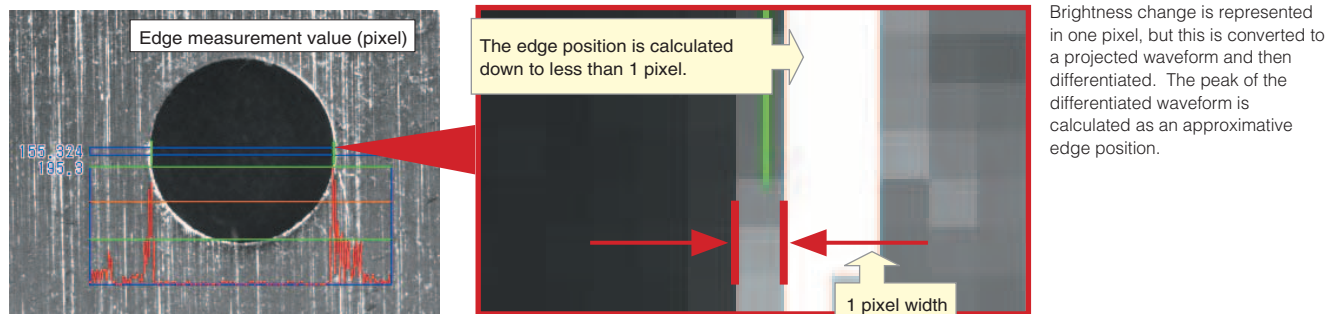 Edge measurement value (pixel)
155.324
195.3
The edge position is calculated
down to less than 1 pixel.
1 pixel width
Brightness change is represented
in one pixel, but this is converted to
a projected waveform and then
differentiated.  The peak of the
differentiated waveform is
calculated as an approximative
edge position.